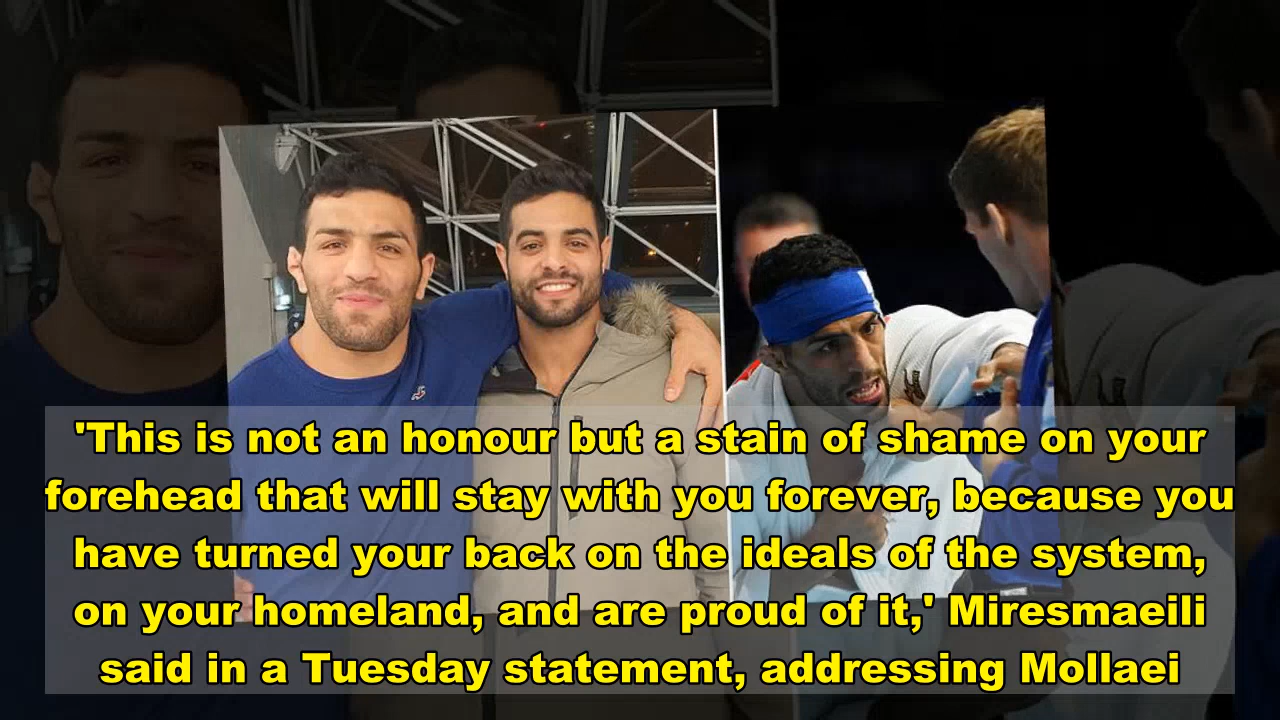 'This is not an honour but a stain of shame on your
forehead that will stay with you forever, because you
have turned your back on the ideals of the system,
on your homeland, and are proud of it,' Miresmaeili
said in a Tuesday statement, addressing Mollaei